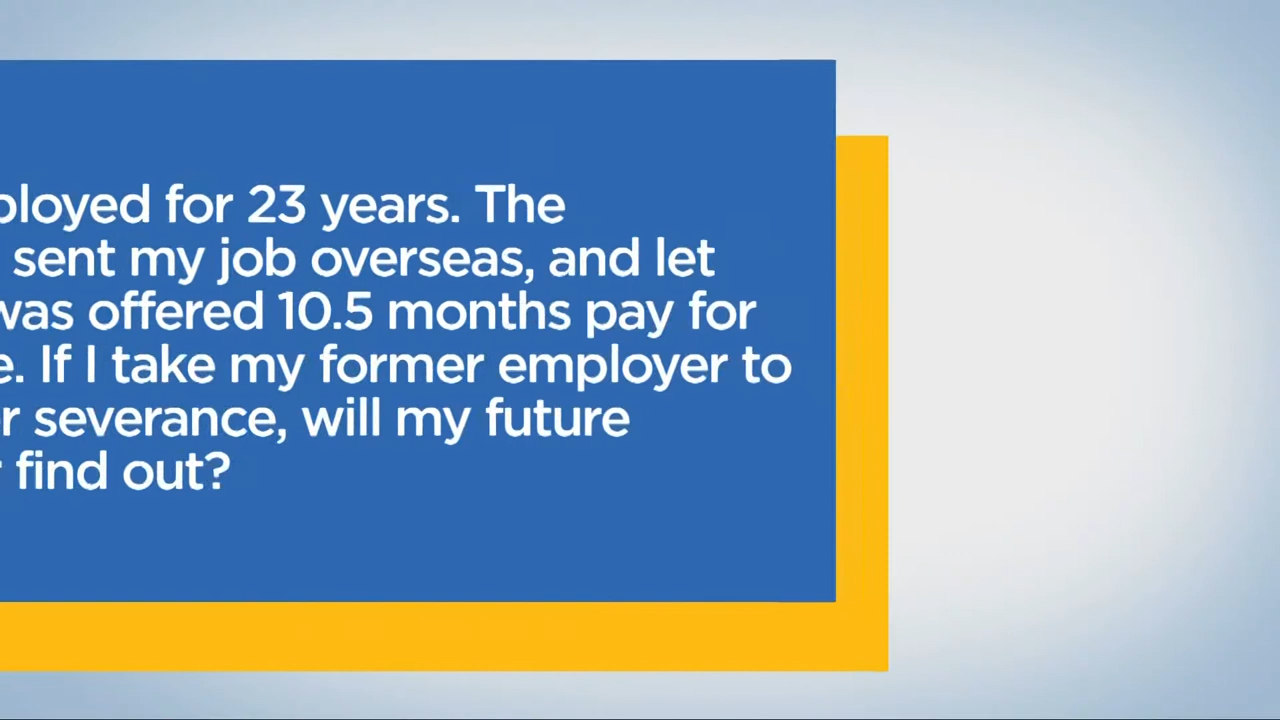 ployed for 23 years. The
sent my job overseas, and let
was offered 10.5 months pay for
e. If I take my former employer to
r severance, will my future
find out?